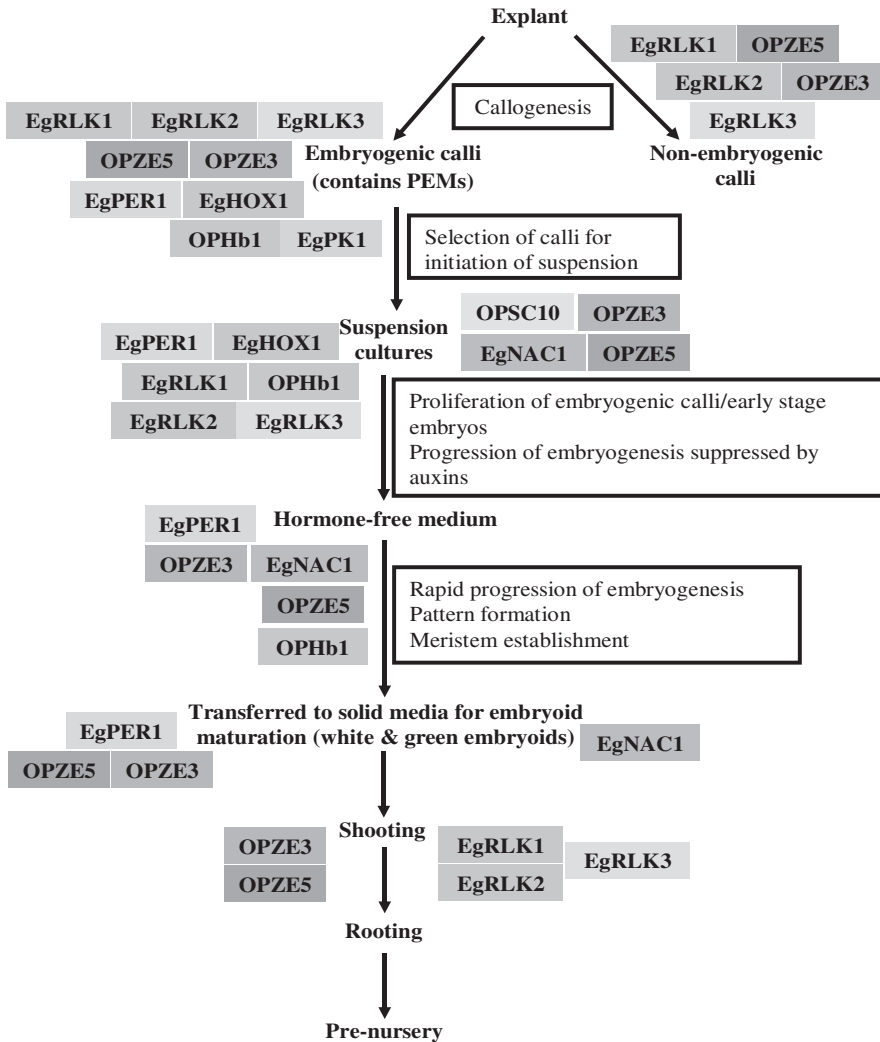 Explant
EgRLK1 OPZE5
EgRLK2 OPZE3
EgRLK3
Callogenesis
EgRLK1 EgRLK2 EgRLK3
OPZE5 OPZE3
EgPER1 EgHOX1
OPHb1 EgPK1
Embryogenic calli
(contains PEMs)
Non-embryogenic
calli
Selection of calli for
initiation of suspension
Suspension
cultures
EgPER1 EgHOX1
EgRLK1 OPHb1
EgRLK2 EgRLK3
OPSC10 OPZE3
EgNAC1 OPZE5
Proliferation of embryogenic calli/early stage
embryos
Progression of embryogenesis suppressed by
auxins
Hormone-free medium
EgPER1
OPZE3 EgNAC1
OPZE5
OPHb1
Rapid progression of embryogenesis
Pattern formation
Meristem establishment
Transferred to solid media for embryoid
maturation (white & green embryoids)
EgPER1
OPZE5 OPZE3
EgNAC1
Shooting
OPZE3
OPZE5
EgRLK1
EgRLK2
EgRLK3
Rooting
Pre-nursery